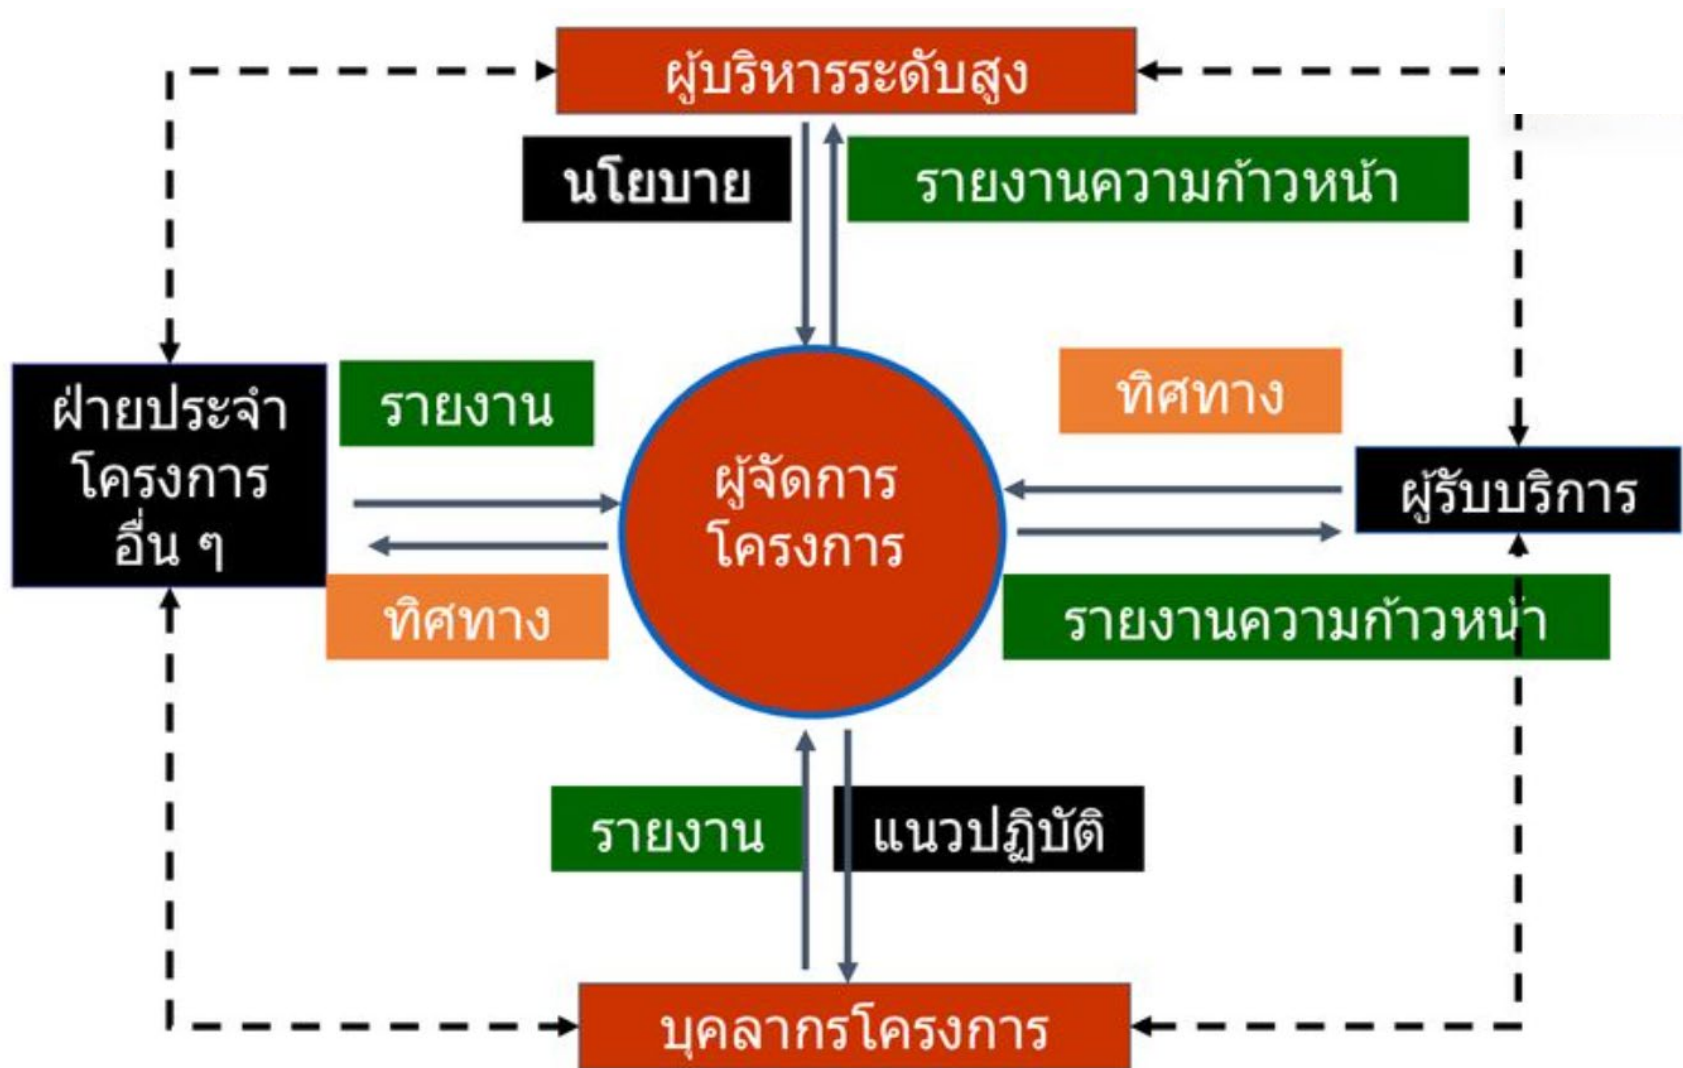 ผู้บริหารระดับสูง
นโยบาย
รายงานความก้าวหน้า
ฝ่ายประจำ
โครงการ
อื่น ๆ
รายงาน
ทิศทาง
ผู้จัดการ
โครงการ
ทิศทาง
ผู้รับบริการ
รายงานความก้าวหน้า
รายงาน
แนวปฏิบัติ
บุคลากรโครงการ